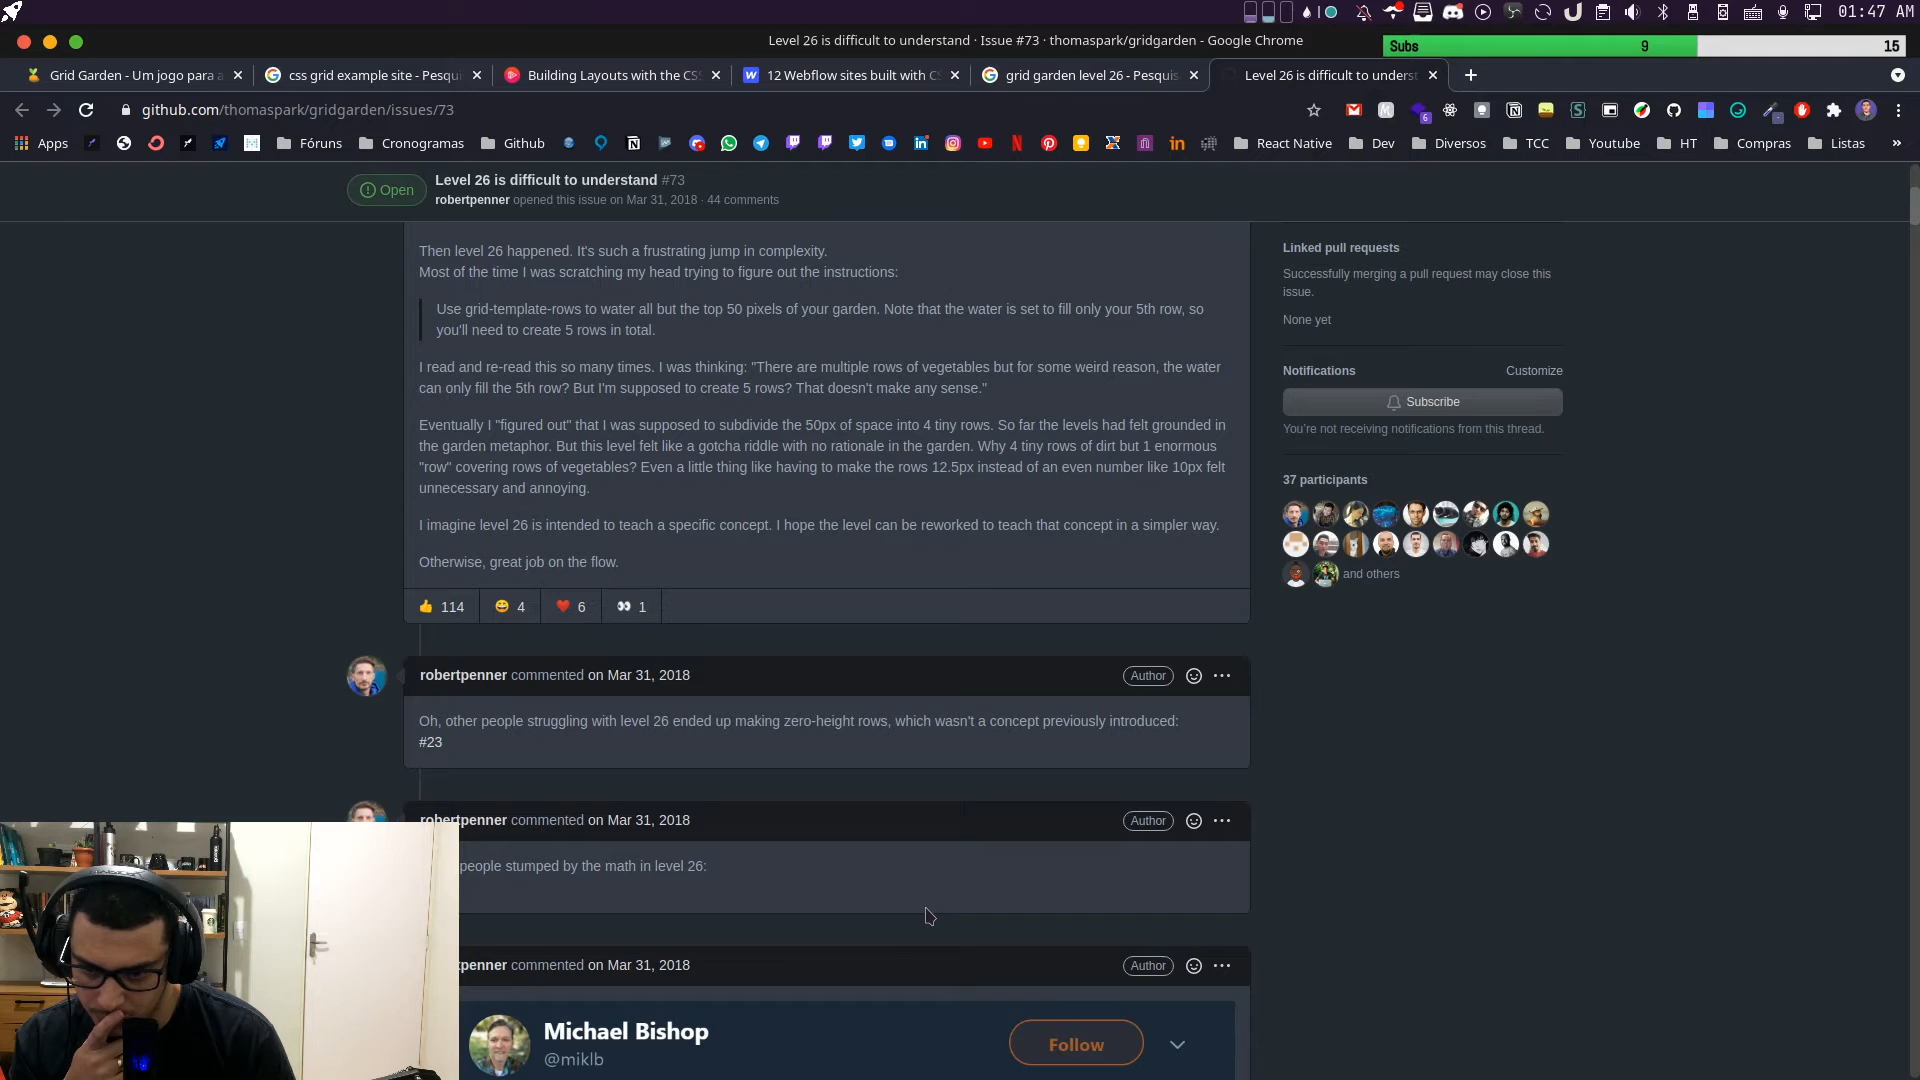 01:47 AM
Level 26 is difficult to understand · Issue #73 · thomaspark/gridgarden - Google Chrome
Subs 9 15
Grid Garden - Um jogo para a
css grid example site - Pesqui
Building Layouts with the CSS
12 Webflow sites built with CS
grid garden level 26 - Pesquis
Level 26 is difficult to underst
github.com/thomaspark/gridgarden/issues/73
6
Apps Fóruns Cronogramas Github React Native Dev Diversos TCC Youtube HT Compras Listas »
Open
Level 26 is difficult to understand #73
robertpenner opened this issue on Mar 31, 2018 · 44 comments
Then level 26 happened. It's such a frustrating jump in complexity.
Most of the time I was scratching my head trying to figure out the instructions:
Use grid-template-rows to water all but the top 50 pixels of your garden. Note that the water is set to fill only your 5th row, so
you'll need to create 5 rows in total.
I read and re-read this so many times. I was thinking: "There are multiple rows of vegetables but for some weird reason, the water
can only fill the 5th row? But I'm supposed to create 5 rows? That doesn't make any sense."
Eventually I "figured out" that I was supposed to subdivide the 50px of space into 4 tiny rows. So far the levels had felt grounded in
the garden metaphor. But this level felt like a gotcha riddle with no rationale in the garden. Why 4 tiny rows of dirt but 1 enormous
"row" covering rows of vegetables? Even a little thing like having to make the rows 12.5px instead of an even number like 10px felt
unnecessary and annoying.
I imagine level 26 is intended to teach a specific concept. I hope the level can be reworked to teach that concept in a simpler way.
Otherwise, great job on the flow.
👍 114 😄 4 ❤️ 6 👀 1
Linked pull requests
Successfully merging a pull request may close this
issue.
None yet
Notifications Customize
Subscribe
You're not receiving notifications from this thread.
37 participants
and others
robertpenner commented on Mar 31, 2018 Author
Oh, other people struggling with level 26 ended up making zero-height rows, which wasn't a concept previously introduced:
#23
robertpenner commented on Mar 31, 2018 Author
people stumped by the math in level 26:
penner commented on Mar 31, 2018 Author
Michael Bishop
@miklb
Follow